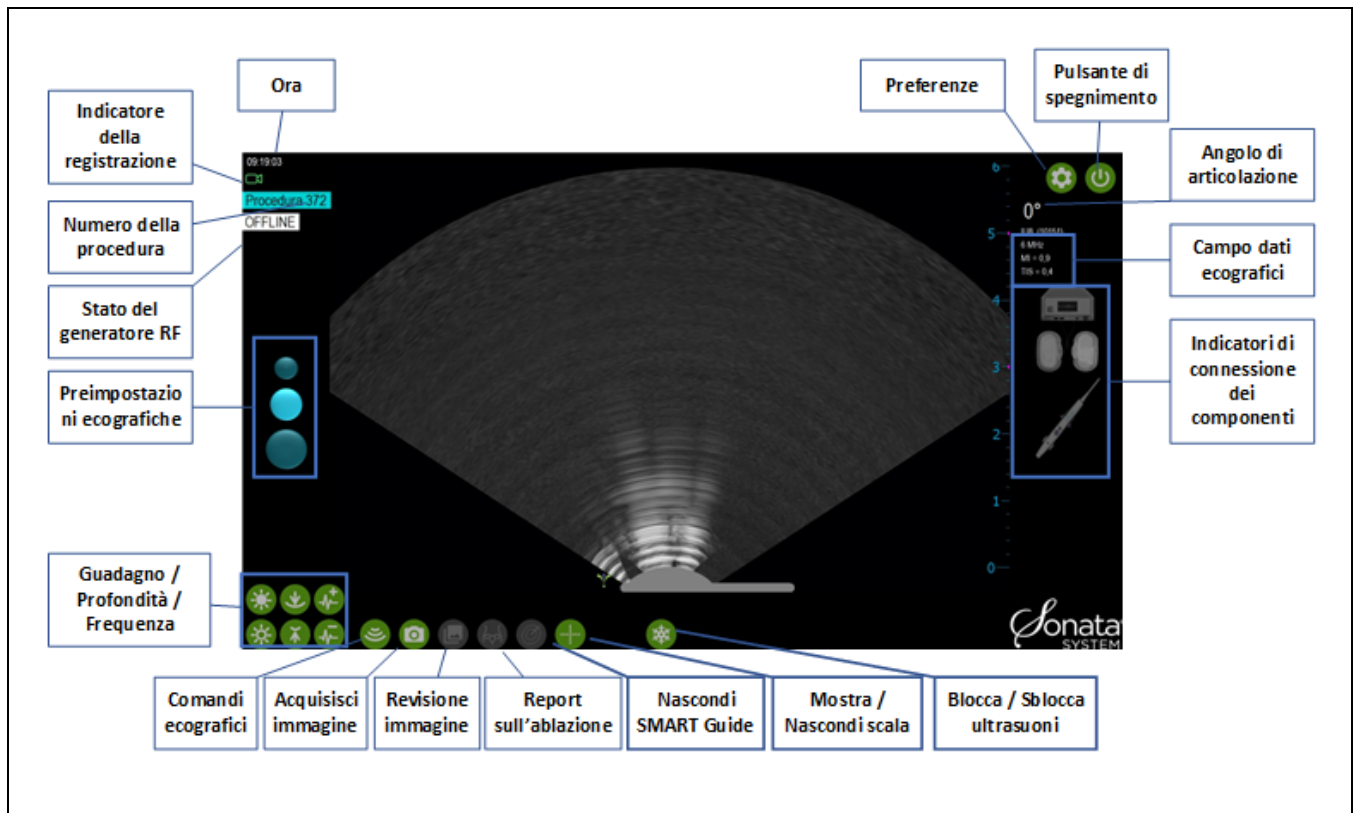 Ora
Preferenze
Pulsante di
spegnimento
Indicatore
della
registrazione
Angolo di
articolazione
Numero della
procedura
Campo dati
ecografici
Stato del
generatore RF
Indicatori di
connessione
dei
componenti
Preimpostazio
ni ecografiche
Guadagno /
Profondità /
Frequenza
09:19:03
Procedura 372
OFFLINE
6
5
4
3
2
1
0
0°
6 MHz
MI = 0,9
TIS = 0,4
Sonata
SYSTEM
Comandi
ecografici
Acquisisci
immagine
Revisione
immagine
Report
sull'ablazione
Nascondi
SMART Guide
Mostra /
Nascondi scala
Blocca / Sblocca
ultrasuoni